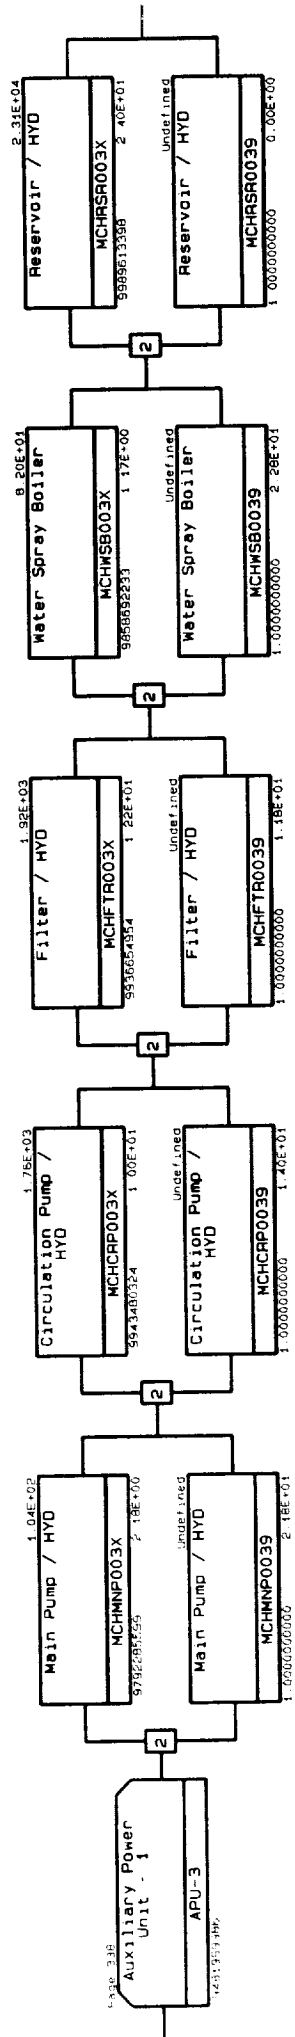 Page 338
Auxiliary Power
Unit - 1
APU-3
1.04E+02
Main Pump / HYD
MCHMNP003X
2.18E+00
Undefined
Main Pump / HYD
MCHMNP0039
1.0000000000 2.18E+01
2
1.76E+03
Circulation Pump /
HYD
MCHCRP003X
9943480324 1.00E+01
Undefined
Circulation Pump /
HYD
MCHCRP0039
1.0000000000 1.40E+01
2
1.92E+03
Filter / HYD
MCHFTR003X
9936654954 1.22E+01
Undefined
Filter / HYD
MCHFTR0039
1.0000000000 1.18E+01
2
8.20E+01
Water Spray Boiler
MCHWSB003X
9858692233 1.17E+00
Undefined
Water Spray Boiler
MCHWSB0039
1.0000000000 2.28E+01
2
2.31E+04
Reservoir / HYD
MCHRSR003X
9989613398 2.40E+01
Undefined
Reservoir / HYD
MCHRSR0039
1.0000000000 0.00E+00
2